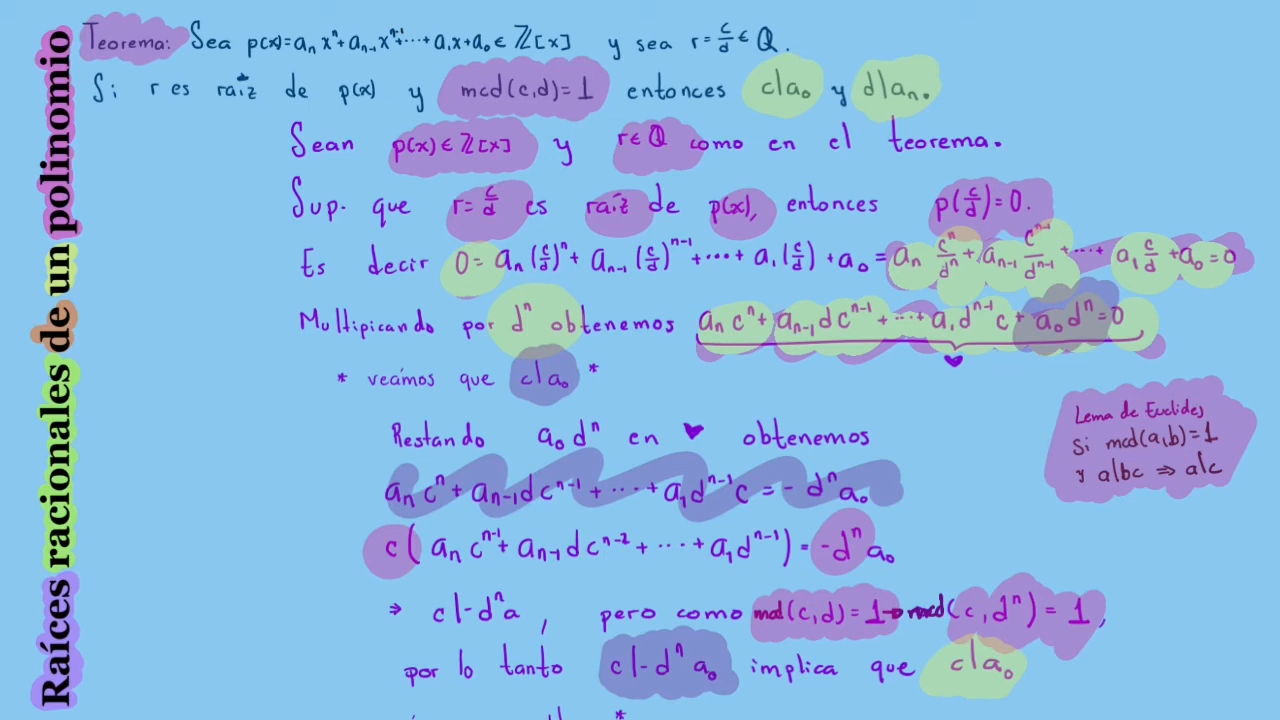 Raíces racionales de un polinomio
Teorema: Sea p(x)=aₙxⁿ+aₙ₋₁xⁿ⁻¹+⋯+a₁x+a₀ ∈ ℤ[x] y sea r=c/d ∈ ℚ.
Si r es raíz de p(x) y mcd(c,d)=1 entonces c|a₀ y d|aₙ.
Sean p(x)∈ℤ[x] y r∈ℚ como en el teorema.
Sup. que r=c/d es raíz de p(x), entonces p(c/d)=0.
Es decir 0=aₙ(c/d)ⁿ+aₙ₋₁(c/d)ⁿ⁻¹+⋯+a₁(c/d)+a₀=aₙcⁿ/dⁿ+aₙ₋₁cⁿ⁻¹/dⁿ⁻¹+⋯+a₁c/d+a₀=0
Multipicando por dⁿ obtenemos aₙcⁿ+aₙ₋₁dcⁿ⁻¹+⋯+a₁dⁿ⁻¹c+a₀dⁿ=0
♥
* veámos que c|a₀ *
Lema de Euclides
Si mcd(a,b)=1
y a|bc ⇒ a|c
Restando a₀dⁿ en ♥ obtenemos
aₙcⁿ+aₙ₋₁dcⁿ⁻¹+⋯+a₁dⁿ⁻¹c=-dⁿa₀
c(aₙcⁿ⁻¹+aₙ₋₁dcⁿ⁻²+⋯+a₁dⁿ⁻¹)=-dⁿa₀
⇒ c|-dⁿa, pero como mcd(c,d)=1→mcd(c,dⁿ)=1,
por lo tanto c|-dⁿa₀ implica que c|a₀